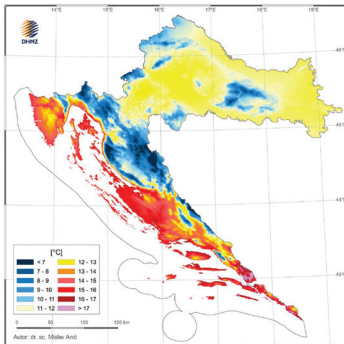 14°E
15°E
16°E
17°E
18°E
19°E
DHMZ
46°N
45°N
44°N
43°N
[°C]
< 7
12 - 13
7 - 8
13 - 14
8 - 9
14 - 15
9 - 10
15 - 16
10 - 11
16 - 17
11 - 12
> 17
0
50
100
150 km
Autor: dr. sc. Mislav Anić